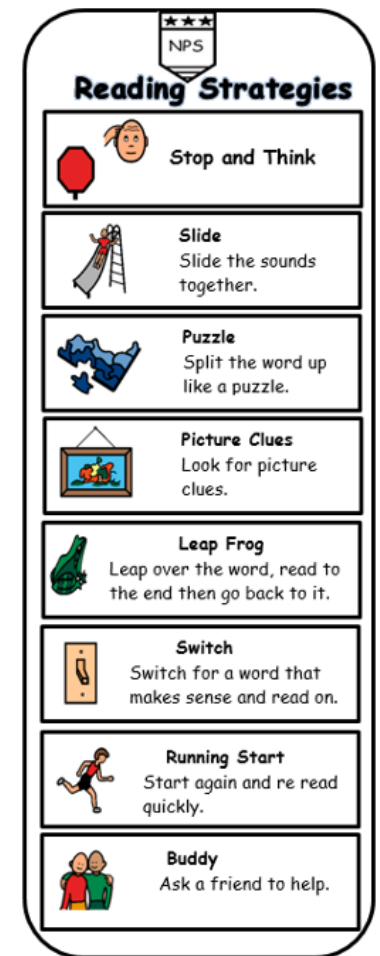 NPS
Reading Strategies
Stop and Think
Slide
Slide the sounds
together.
Puzzle
Split the word up
like a puzzle.
Picture Clues
Look for picture
clues.
Leap Frog
Leap over the word, read to
the end then go back to it.
Switch
Switch for a word that
makes sense and read on.
Running Start
Start again and re read
quickly.
Buddy
Ask a friend to help.